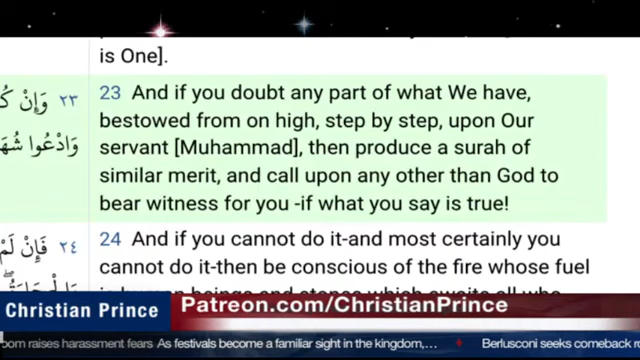 is One].
٢٣ وَإِنْ
23 And if you doubt any part of what We have,
وَادْعُوا
bestowed from on high, step by step, upon Our
servant [Muhammad], then produce a surah of
similar merit, and call upon any other than God to
bear witness for you -if what you say is true!
٢٤ فَإِنْ لَمْ
24 And if you cannot do it-and most certainly you
cannot do it-then be conscious of the fire whose fuel
Christian Prince
Patreon.com/ChristianPrince
raises harassment fears As festivals become a familiar sight in the kingdom,... Berlusconi seeks comeback